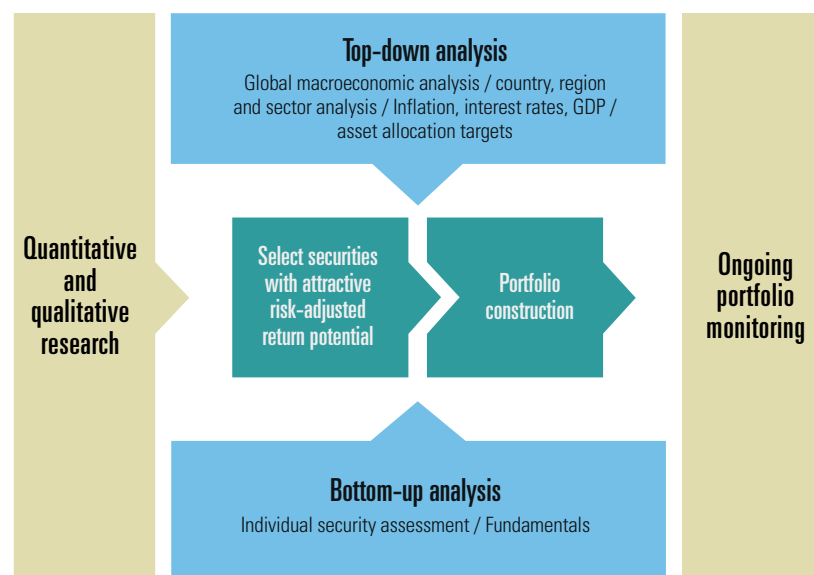 Top-down analysis
Global macroeconomic analysis / country, region
and sector analysis / Inflation, interest rates, GDP /
asset allocation targets
Quantitative
and
qualitative
research
Select securities
with attractive
risk-adjusted
return potential
Portfolio
construction
Ongoing
portfolio
monitoring
Bottom-up analysis
Individual security assessment / Fundamentals